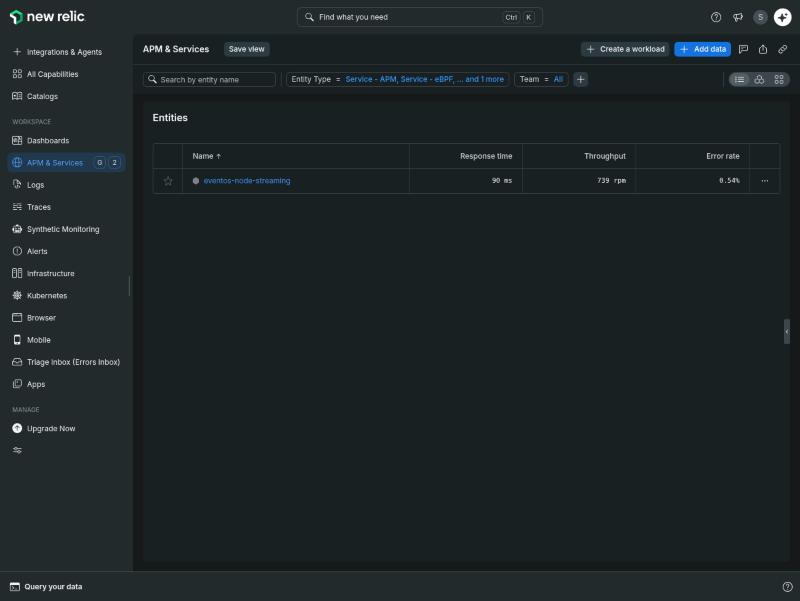 new relic
Find what you need
Ctrl K
S
Integrations & Agents
All Capabilities
Catalogs
WORKSPACE
Dashboards
APM & Services G 2
Logs
Traces
Synthetic Monitoring
Alerts
Infrastructure
Kubernetes
Browser
Mobile
Triage Inbox (Errors Inbox)
Apps
MANAGE
Upgrade Now
APM & Services
Save view
Create a workload
Add data
Search by entity name
Entity Type = Service - APM, Service - eBPF, ... and 1 more
Team = All
Entities
Name ↑ Response time Throughput Error rate
eventos-node-streaming 90 ms 739 rpm 0.54% ...
Query your data